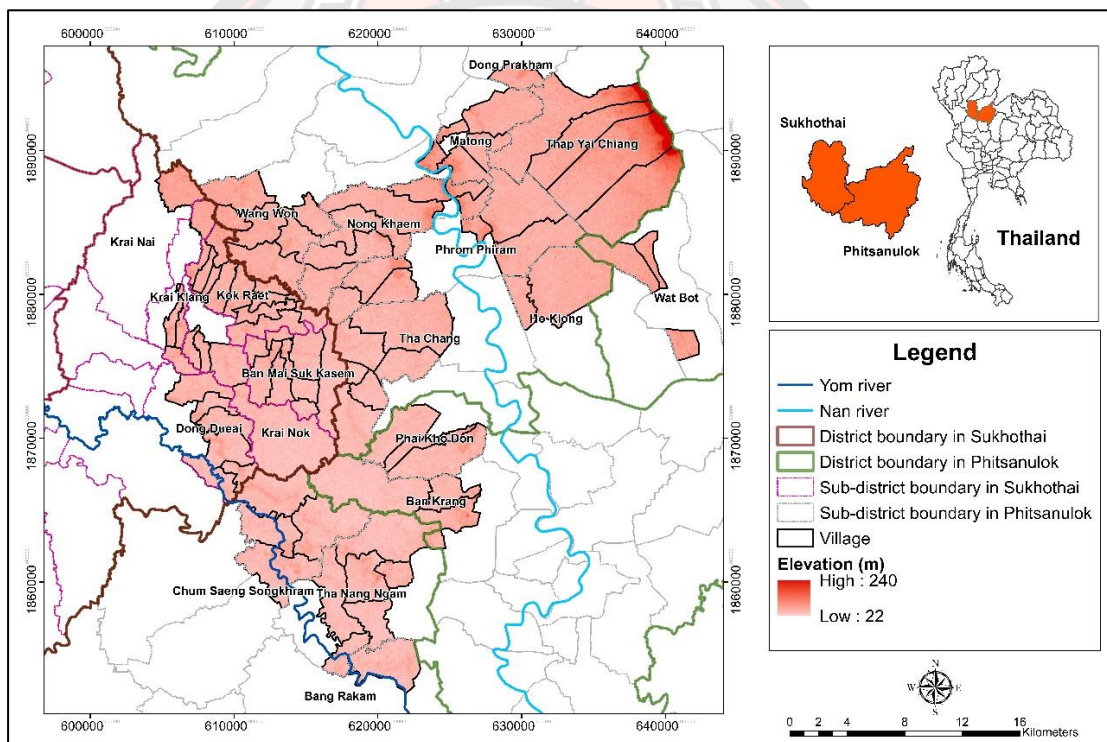 600000 610000 620000 630000 640000
Dong Prakham
Matong
Thap Yai Chiang
1890000 1890000
Wang Won
Nong Khaem
Krai Nai
Phrom Phiram
Krai Klang
Kok Raet
Wat Bot
1880000 1880000
Ho Klong
Tha Chang
Ban Mai Suk Kasem
Dong Dueai
Krai Nok
Phai Kho Don
1870000 1870000
Ban Krang
1860000 1860000
Chum Saeng Songkhram
Tha Nang Ngam
Bang Rakam
600000 610000 620000 630000 640000
Sukhothai
Phitsanulok
Thailand
Legend
Yom river
Nan river
District boundary in Sukhothai
District boundary in Phitsanulok
Sub-district boundary in Sukhothai
Sub-district boundary in Phitsanulok
Village
Elevation (m)
High : 240
Low : 22
N
W E
S
0 2 4 8 12 16
Kilometers